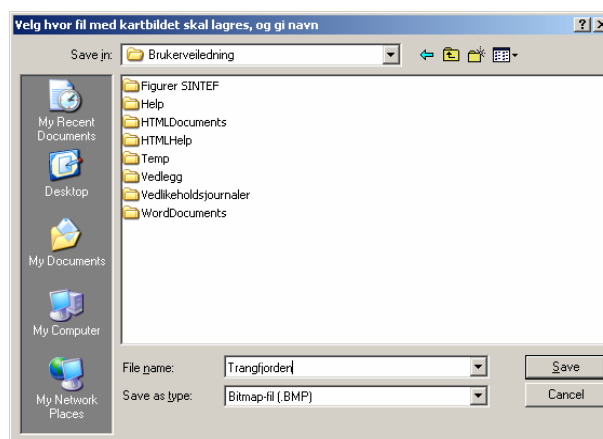 Velg hvor fil med kartbildet skal lagres, og gi navn
Save in:
Brukerveiledning
My Recent
Documents
Desktop
My Documents
My Computer
My Network
Places
Figurer SINTEF
Help
HTMLDocuments
HTMLHelp
Temp
Vedlegg
Vedlikeholdsjournaler
WordDocuments
File name:
Trangfjorden
Save
Save as type:
Bitmap-fil (.BMP)
Cancel